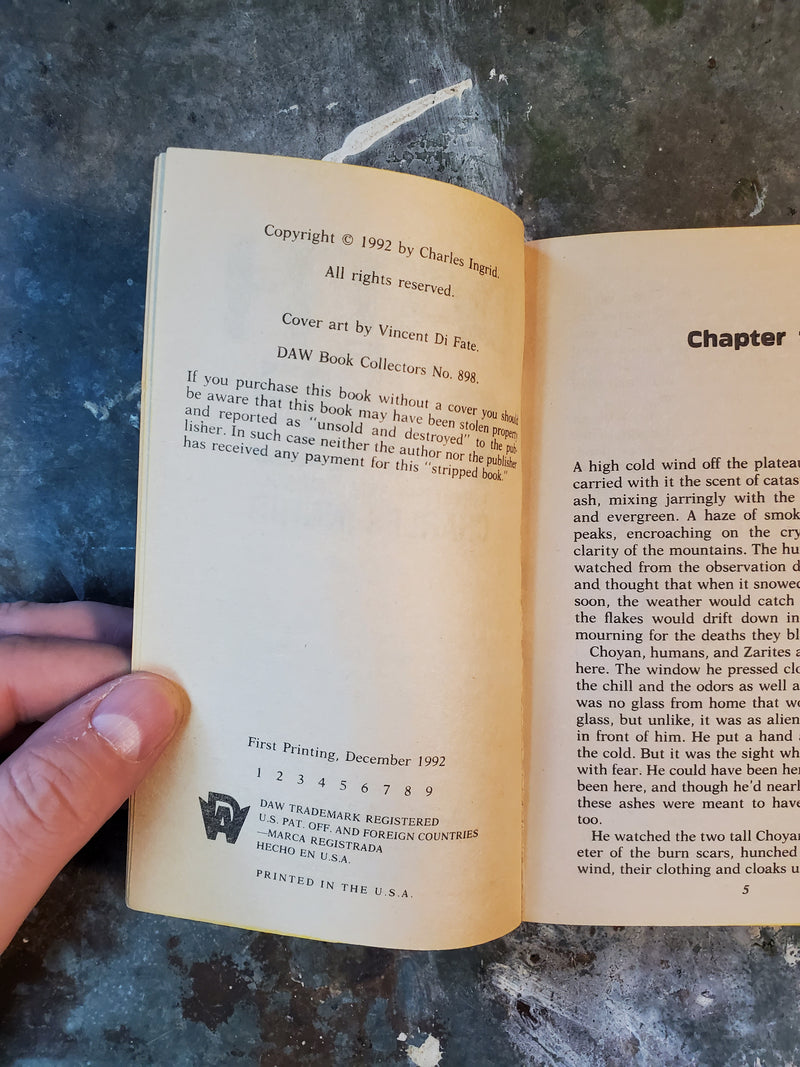 Copyright © 1992 by Charles Ingrid.
All rights reserved.
Cover art by Vincent Di Fate.
DAW Book Collectors No. 898.
If you purchase this book without a cover you should
be aware that this book may have been stolen property
and reported as "unsold and destroyed" to the pub-
lisher. In such case neither the author nor the publisher
has received any payment for this "stripped book."
First Printing, December 1992
1 2 3 4 5 6 7 8 9
DAW
DAW TRADEMARK REGISTERED
U.S. PAT. OFF. AND FOREIGN COUNTRIES
—MARCA REGISTRADA
HECHO EN U.S.A.
PRINTED IN THE U.S.A.
Chapter
A high cold wind off the plateau
carried with it the scent of
ash, mixing jarringly with the
and evergreen. A haze of
peaks, encroaching on the
clarity of the mountains. The
watched from the observation
and thought that when it snowed
soon, the weather would catch
the flakes would drift down
mourning for the deaths they
Choyan, humans, and Zarites
here. The window he pressed
the chill and the odors as well
was no glass from home that
glass, but unlike, it was as alien
in front of him. He put a hand
the cold. But it was the sight
with fear. He could have been
been here, and though he'd
these ashes were meant to have
too.
He watched the two tall
eter of the burn scars, hunched
wind, their clothing and cloaks
5